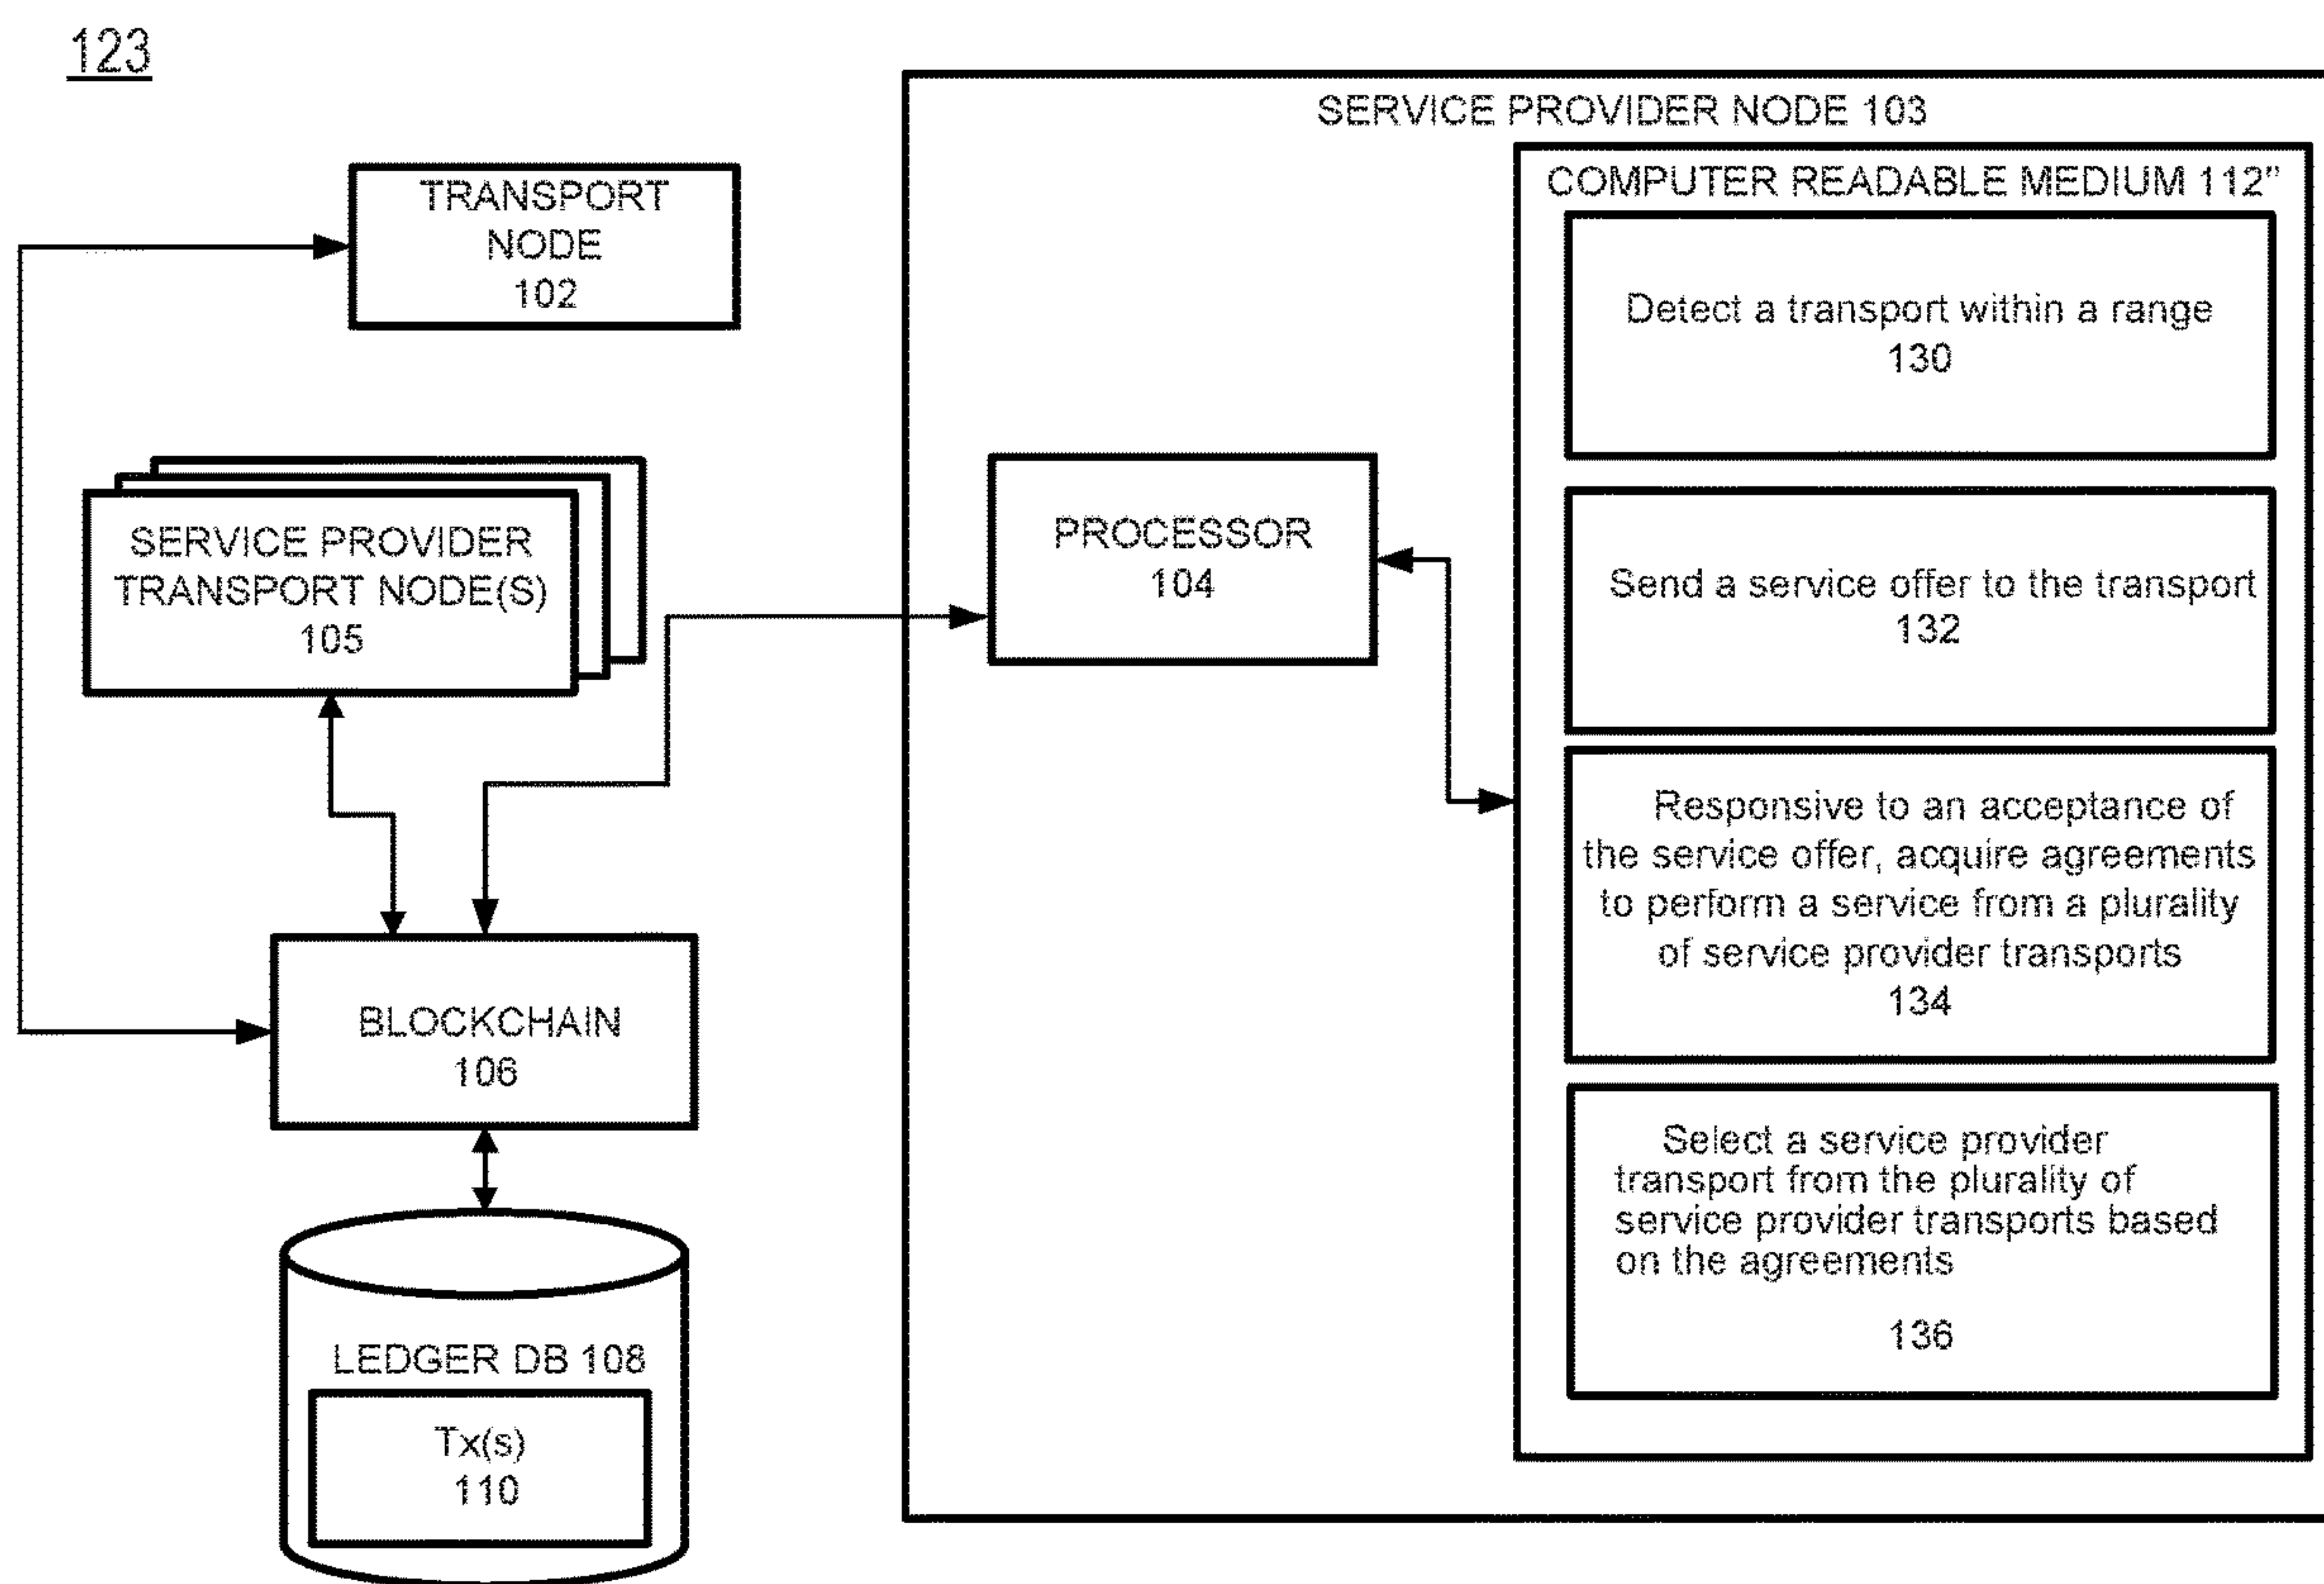 123
SERVICE PROVIDER NODE 103
TRANSPORT
NODE
102
SERVICE PROVIDER
TRANSPORT NODE(S)
105
BLOCKCHAIN
106
LEDGER DB 108
Tx(s)
110
PROCESSOR
104
COMPUTER READABLE MEDIUM 112"
Detect a transport within a range
130
Send a service offer to the transport
132
Responsive to an acceptance of
the service offer, acquire agreements
to perform a service from a plurality
of service provider transports
134
Select a service provider
transport from the plurality of
service provider transports based
on the agreements
136